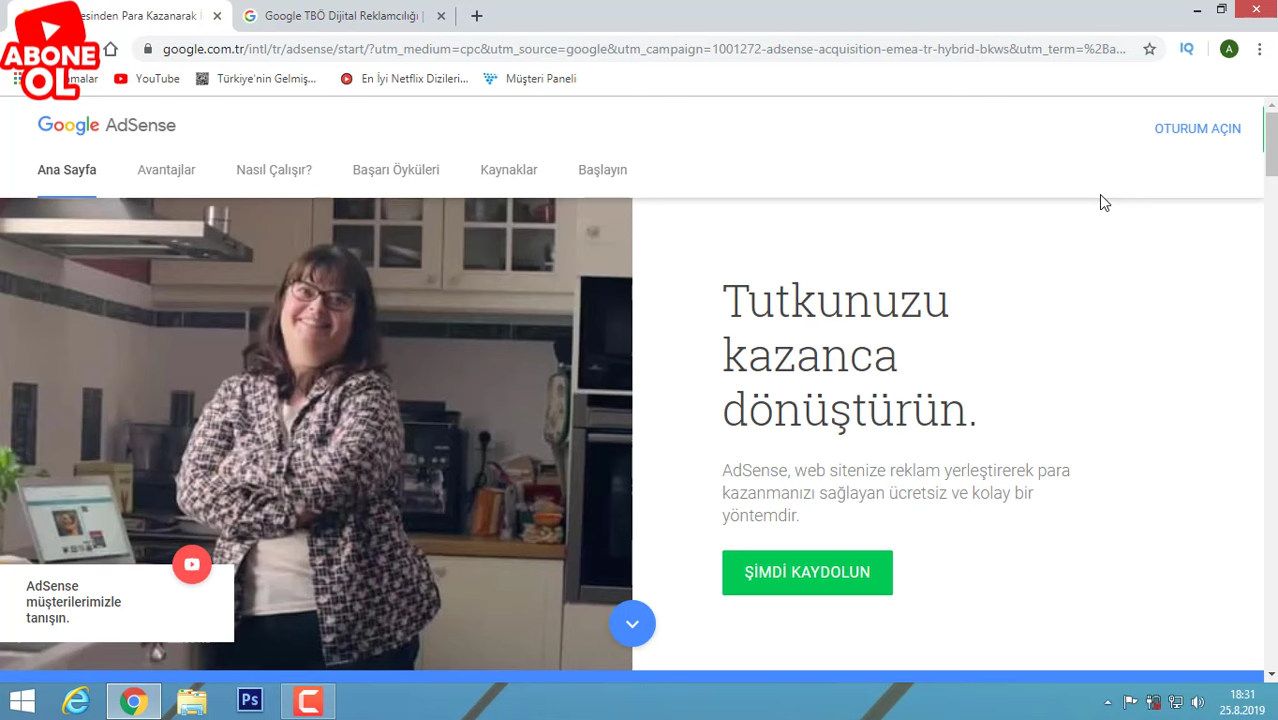 esinden Para Kazanarak
Google TBÖ Dijital Reklamcılığı
ABONE
OL
google.com.tr/intl/tr/adsense/start/?utm_medium=cpc&utm_source=google&utm_campaign=1007272-adsense-acquisition-emea-tr-hybrid-bkws&utm_term=%2Ba...
IQ
A
malar
YouTube
Türkiye'nin Gelmiş...
En İyi Netflix Dizileri...
Müşteri Paneli
Google AdSense
OTURUM AÇIN
Ana Sayfa
Avantajlar
Nasıl Çalışır?
Başarı Öyküleri
Kaynaklar
Başlayın
Tutkunuzu
kazanca
dönüştürün.
AdSense, web sitenize reklam yerleştirerek para
kazanmanızı sağlayan ücretsiz ve kolay bir
yöntemdir.
ŞİMDİ KAYDOLUN
AdSense
müşterilerimizle
tanışın.
Ps
18:31
25.8.2019